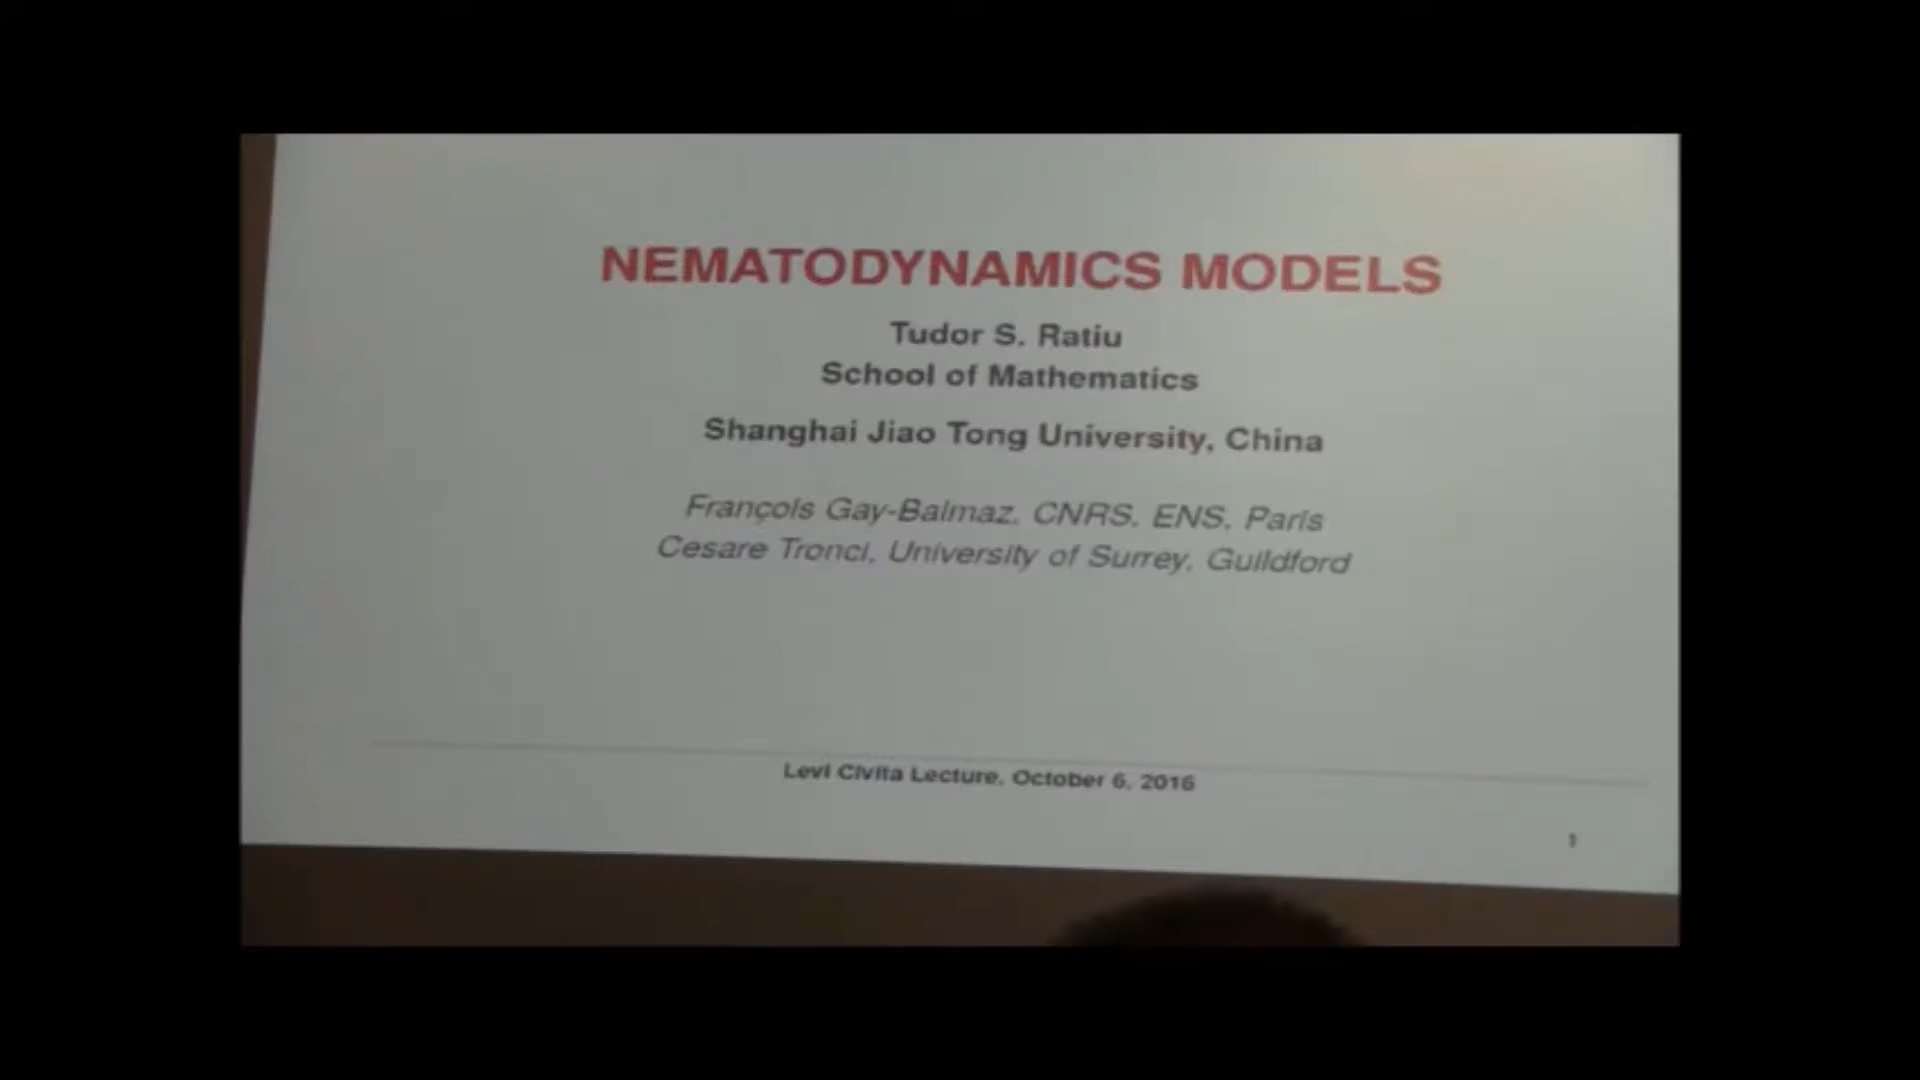 NEMATODYNAMICS MODELS
Tudor S. Ratiu
School of Mathematics
Shanghai Jiao Tong University, China
François Gay-Balmaz, CNRS, ENS, Paris
Cesare Tronci, University of Surrey, Guildford
Levi Civita Lecture, October 6, 2016
1